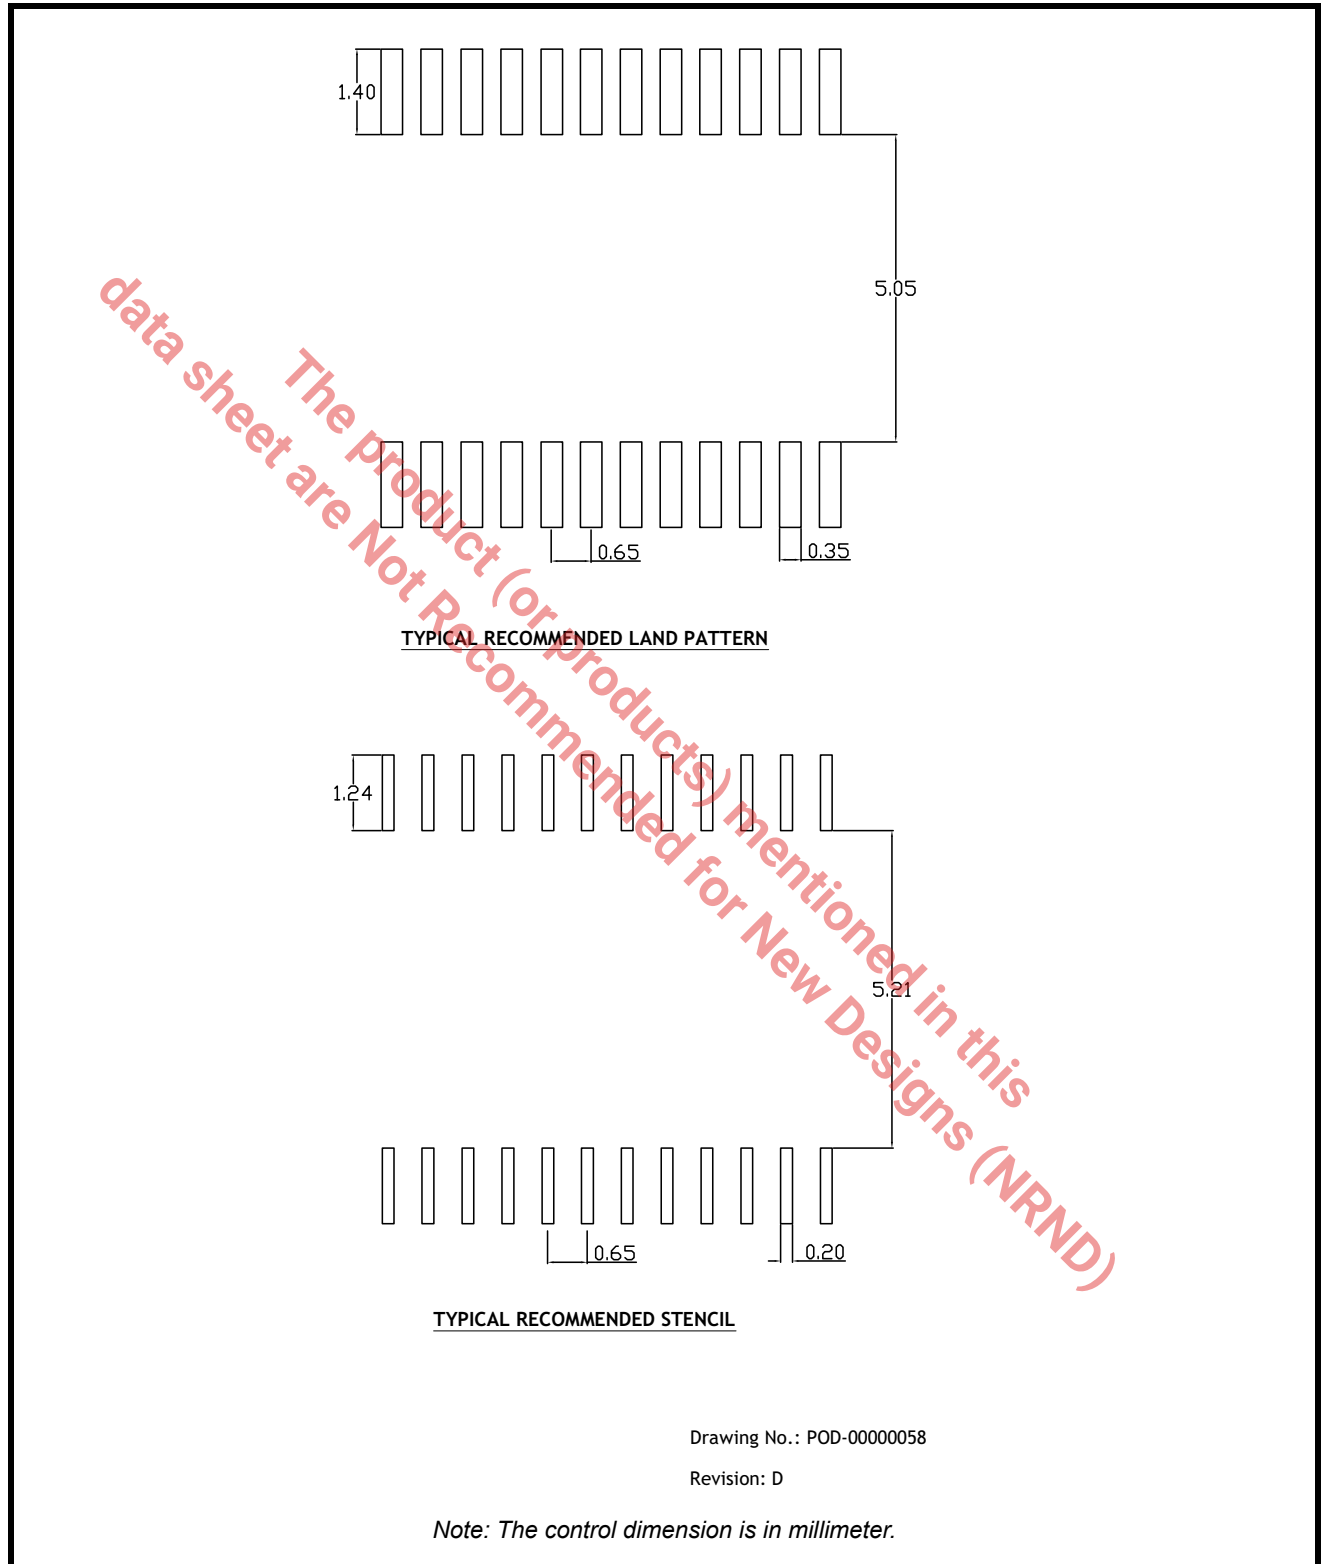 1.40
5.05
0.65
0.35
TYPICAL RECOMMENDED LAND PATTERN
1.24
5.21
0.65
0.20
TYPICAL RECOMMENDED STENCIL
The product (or products) mentioned in this
data sheet are Not Recommended for New Designs (NRND)
Drawing No.: POD-00000058
Revision: D
Note: The control dimension is in millimeter.